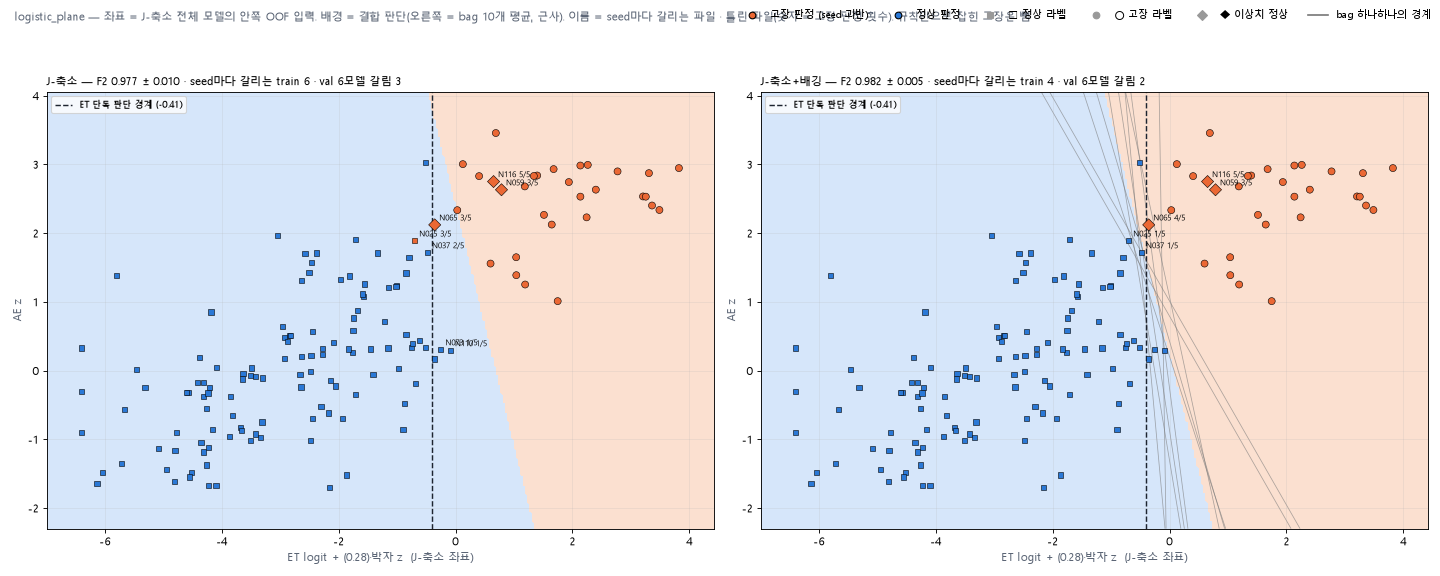 logistic_plane — 좌표 = J-축소 전체 모델의 안쪽 OOF 입력. 배경 = 결합 판단(오른쪽 = bag 10개 평균, 근사). 이름 = seed마다 갈리는 파일 · 틀린 파일
고장 판정 (seed 과반)
정상 판정
정상 라벨
고장 라벨
이상치 정상
bag 하나하나의 경계
J-축소 — F2 0.977 ± 0.010 · seed마다 갈리는 train 6 · val 6모델 갈림 3
ET 단독 판단 경계 (-0.41)
N116 5/5
N059 3/5
N065 3/5
3/5
N037 2/5
1/5
4
3
2
1
0
-1
-2
AE z
-6
-4
-2
0
2
4
ET logit + (0.28)·박자 z (J-축소 좌표)
J-축소+배깅 — F2 0.982 ± 0.005 · seed마다 갈리는 train 4 · val 6모델 갈림 2
ET 단독 판단 경계 (-0.41)
N116 5/5
N059 3/5
N065 4/5
1/5
N037 1/5
4
3
2
1
0
-1
-2
AE z
-6
-4
-2
0
2
4
ET logit + (0.28)·박자 z (J-축소 좌표)